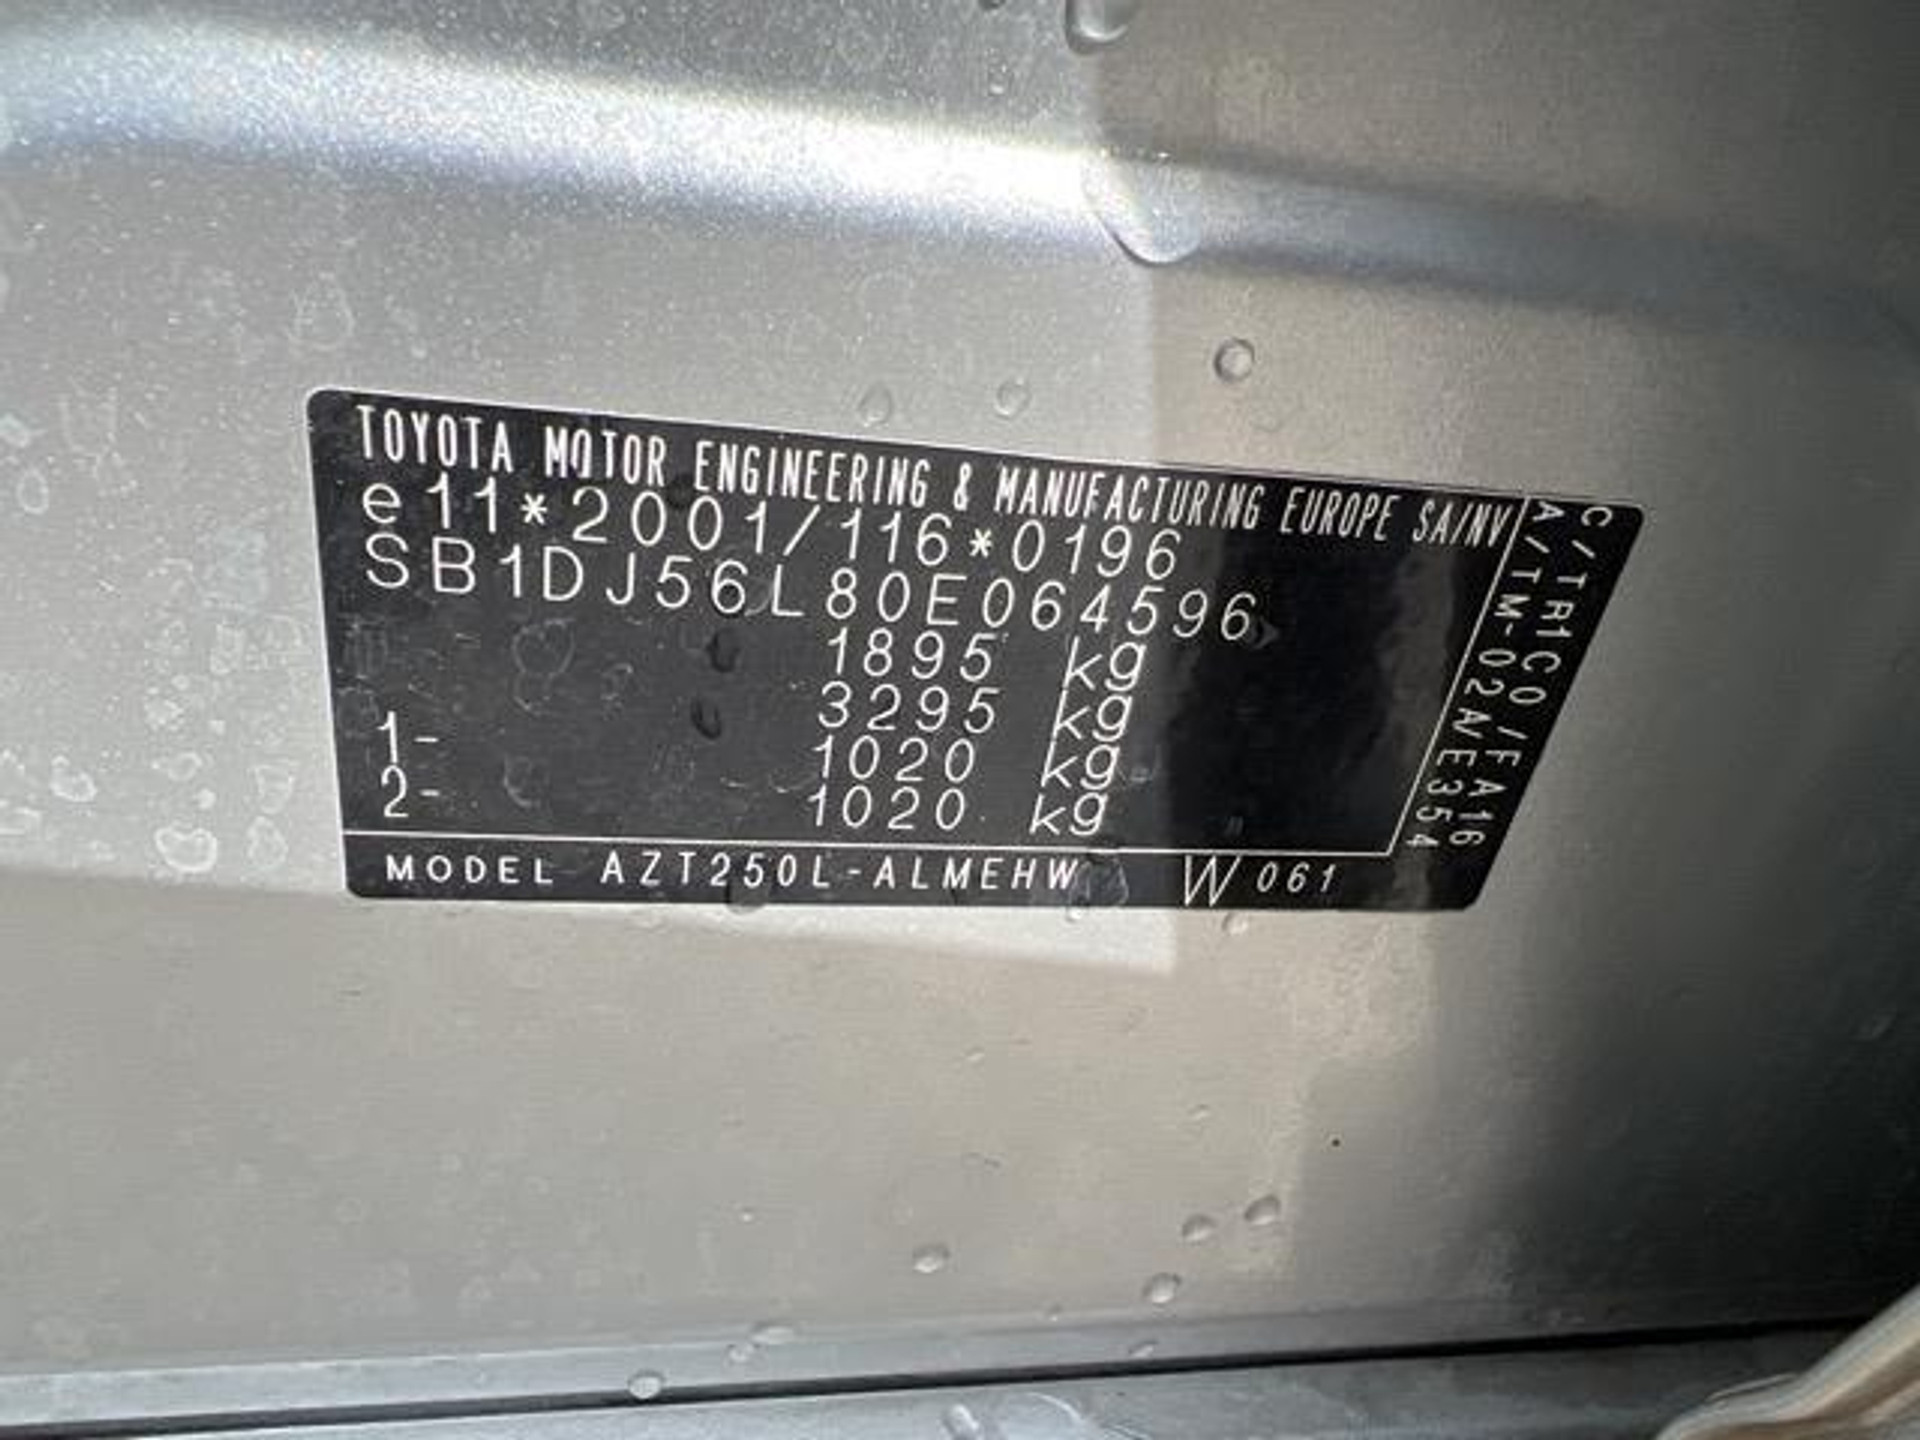 TOYOTA MOTOR ENGINEERING & MANUFACTURING EUROPE SA/NV
e11*2001/116*0196
SB1DJ56L80E064596
1895 kg
3295 kg
1- 1020 kg
2- 1020 kg
MODEL AZT250L-ALMEHW W 061
C/TR1C0/FA16
A/TM-02A/E354